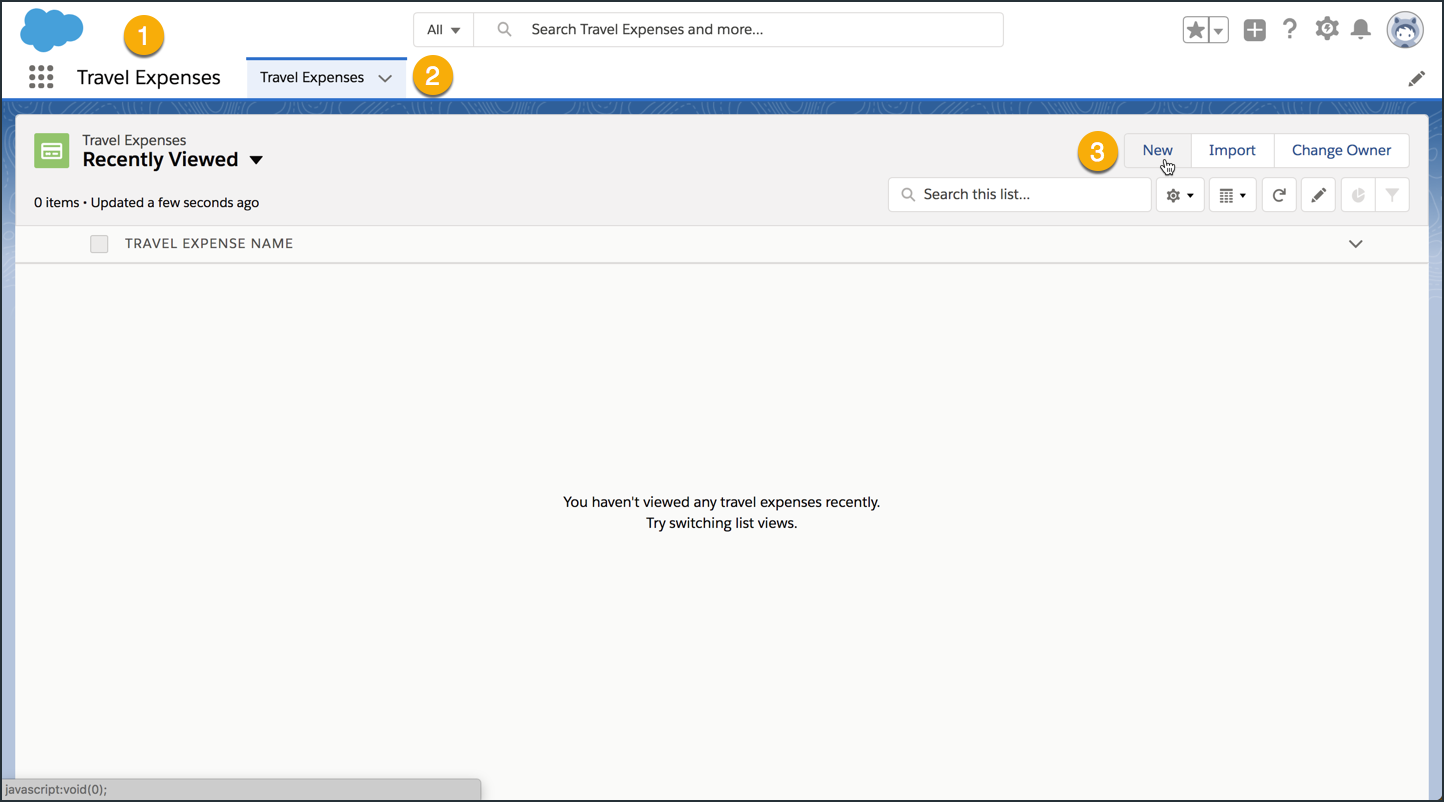 1
All
Search Travel Expenses and more...
Travel Expenses
Travel Expenses
2
Travel Expenses
Recently Viewed
3
New
Import
Change Owner
0 items • Updated a few seconds ago
Search this list...
TRAVEL EXPENSE NAME
You haven't viewed any travel expenses recently.
Try switching list views.
javascript:void(0);